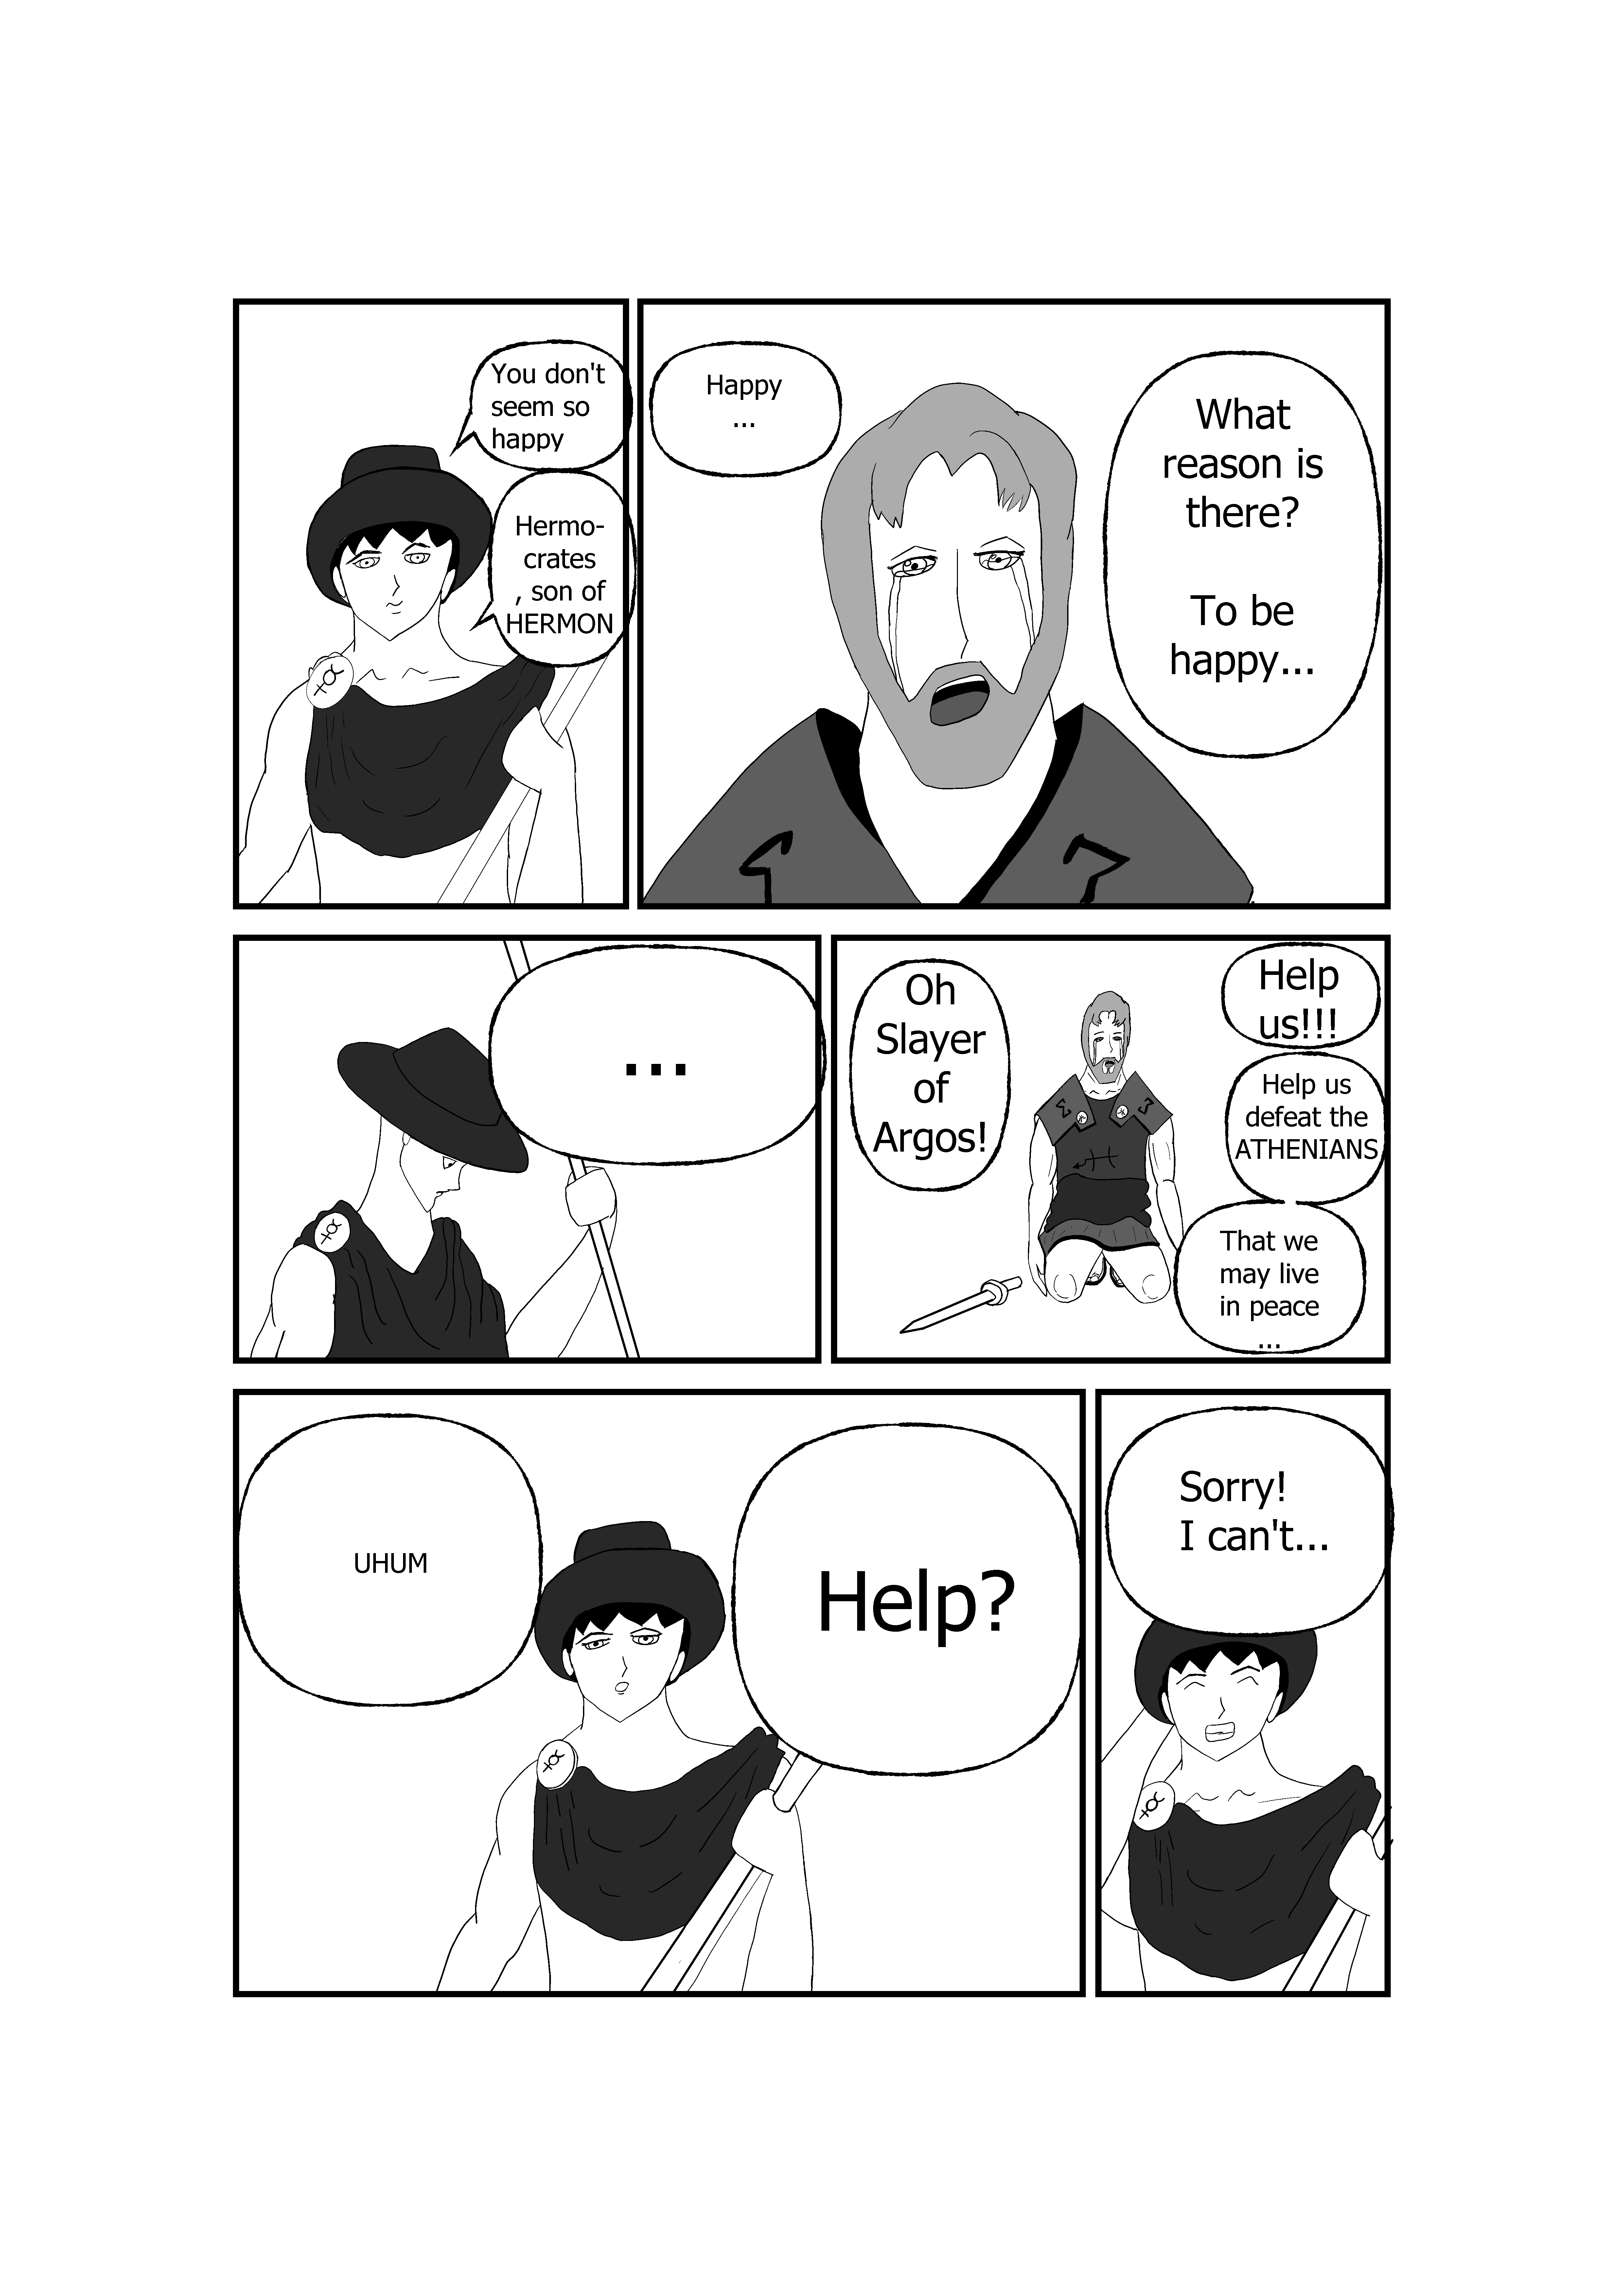 You don't
seem so
happy
Hermo-
crates
, son of
HERMON
Happy
...
What
reason is
there?
To be
happy...
...
Oh
Slayer
of
Argos!
Help
us!!!
Help us
defeat the
ATHENIANS
That we
may live
in peace
...
UHUM
Help?
Sorry!
I can't...